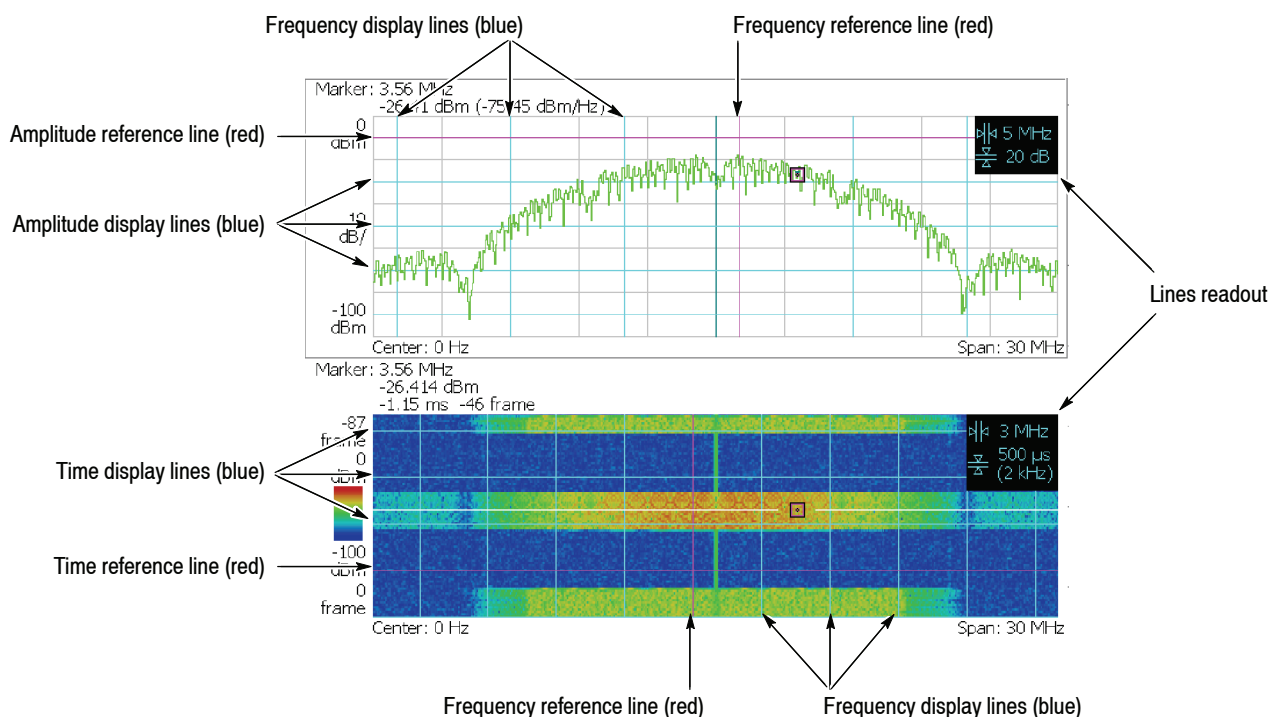 Frequency display lines (blue)
Frequency reference line (red)
Marker: 3.56 MHz
-26.471 dBm (-75.45 dBm/Hz)
Amplitude reference line (red)
0
dBm
5 MHz
20 dB
Amplitude display lines (blue)
10
dB/
Lines readout
-100
dBm
Center: 0 Hz
Span: 30 MHz
Marker: 3.56 MHz
-26.414 dBm
-1.15 ms -46 frame
-87
frame
3 MHz
500 µs
(2 kHz)
Time display lines (blue)
0
dBm
-100
dBm
Time reference line (red)
0
frame
Center: 0 Hz
Span: 30 MHz
Frequency reference line (red)
Frequency display lines (blue)